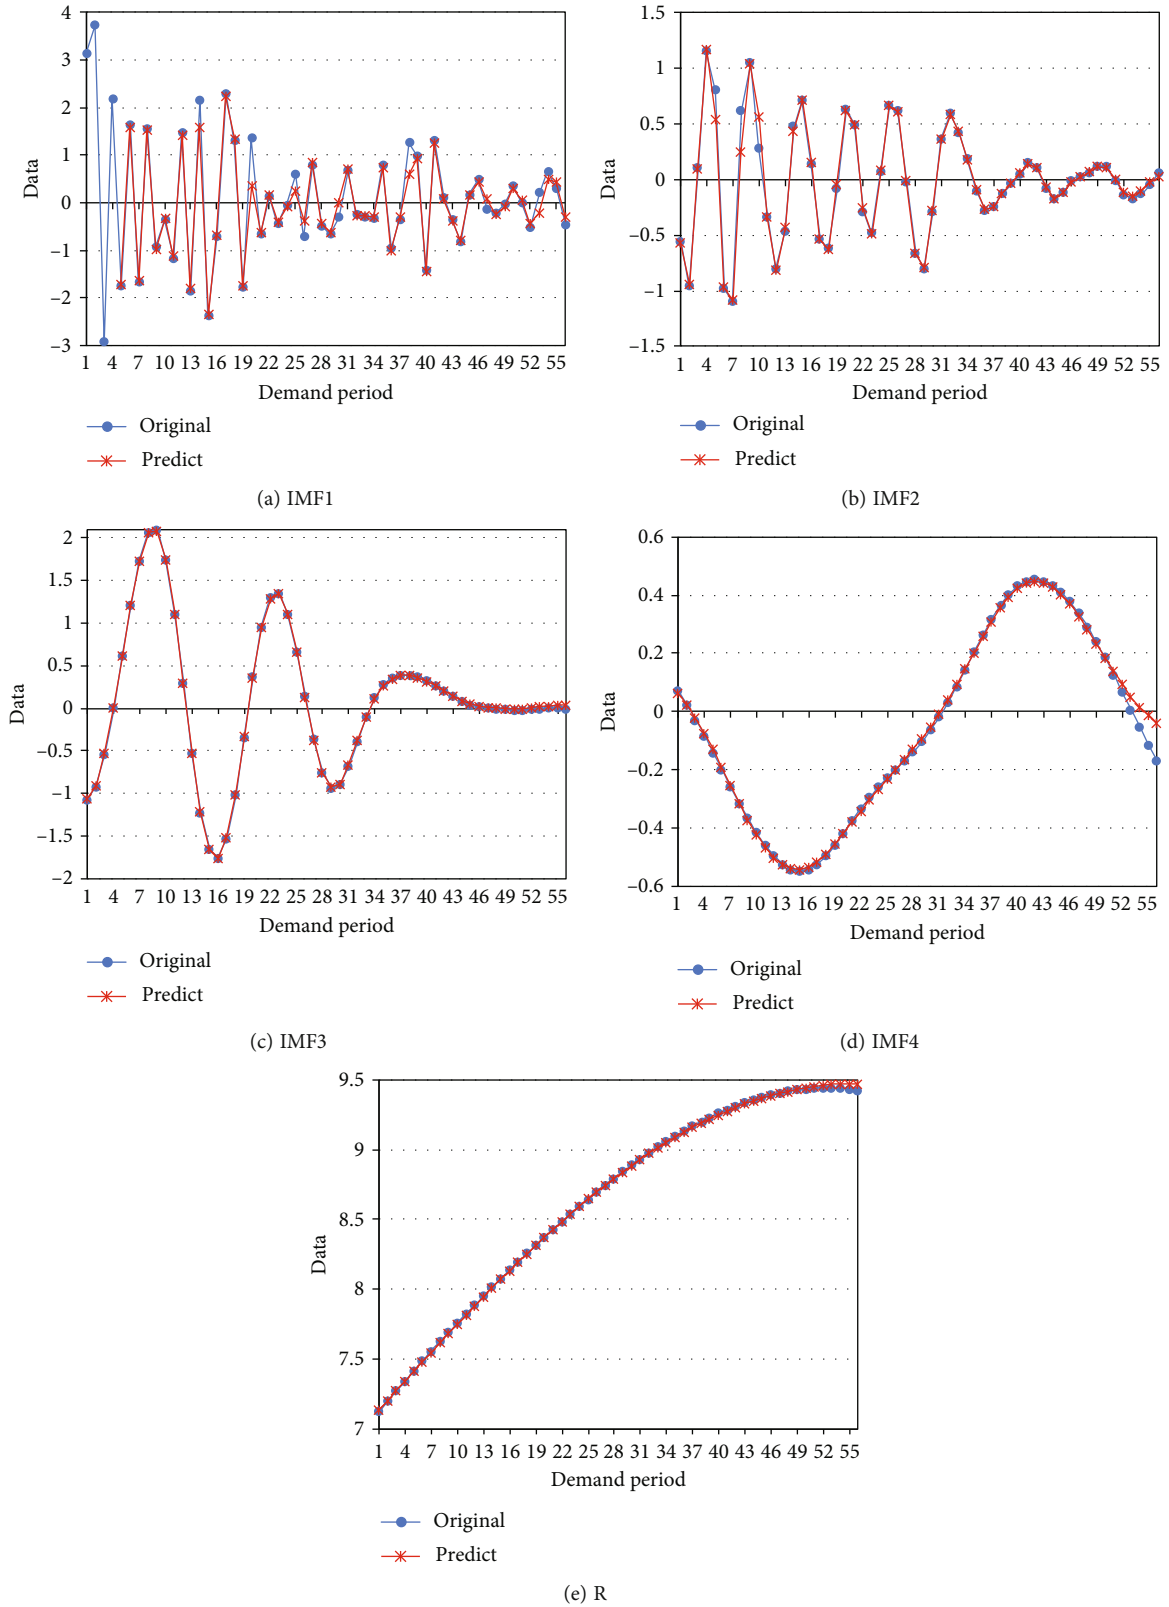 4
3
2
1
0
–1
–2
–3
Data
1 4 7 10 13 16 19 22 25 28 31 34 37 40 43 46 49 52 55
Demand period
Original
Predict
(a) IMF1
1.5
1
0.5
0
–0.5
–1
–1.5
Data
1 4 7 10 13 16 19 22 25 28 31 34 37 40 43 46 49 52 55
Demand period
Original
Predict
(b) IMF2
2
1.5
1
0.5
0
–0.5
–1
–1.5
–2
Data
1 4 7 10 13 16 19 22 25 28 31 34 37 40 43 46 49 52 55
Demand period
Original
Predict
(c) IMF3
0.6
0.4
0.2
0
–0.2
–0.4
–0.6
Data
1 4 7 10 13 16 19 22 25 28 31 34 37 40 43 46 49 52 55
Demand period
Original
Predict
(d) IMF4
9.5
9
8.5
8
7.5
7
Data
1 4 7 10 13 16 19 22 25 28 31 34 37 40 43 46 49 52 55
Demand period
Original
Predict
(e) R